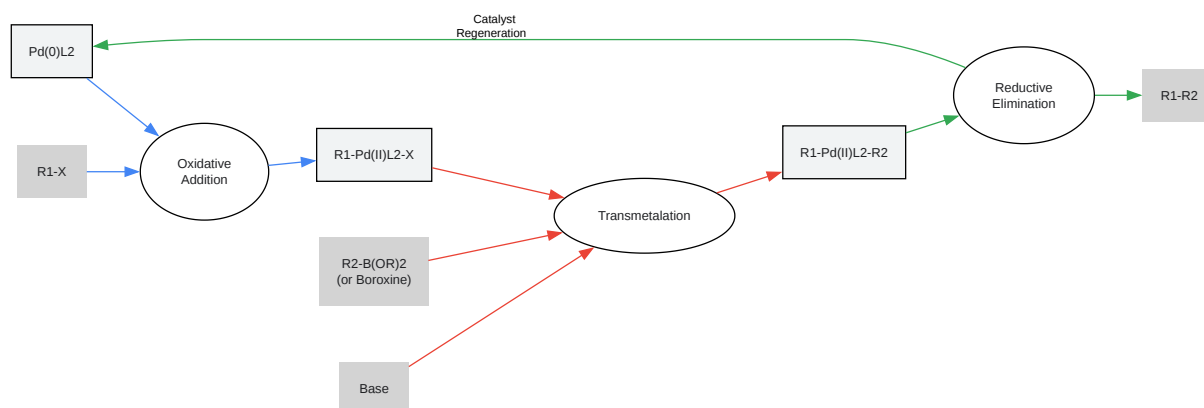 Catalyst
Regeneration
Pd(0)L2
Reductive
Elimination
R1-R2
R1-X
Oxidative
Addition
R1-Pd(II)L2-X
R1-Pd(II)L2-R2
Transmetalation
R2-B(OR)2
(or Boroxine)
Base